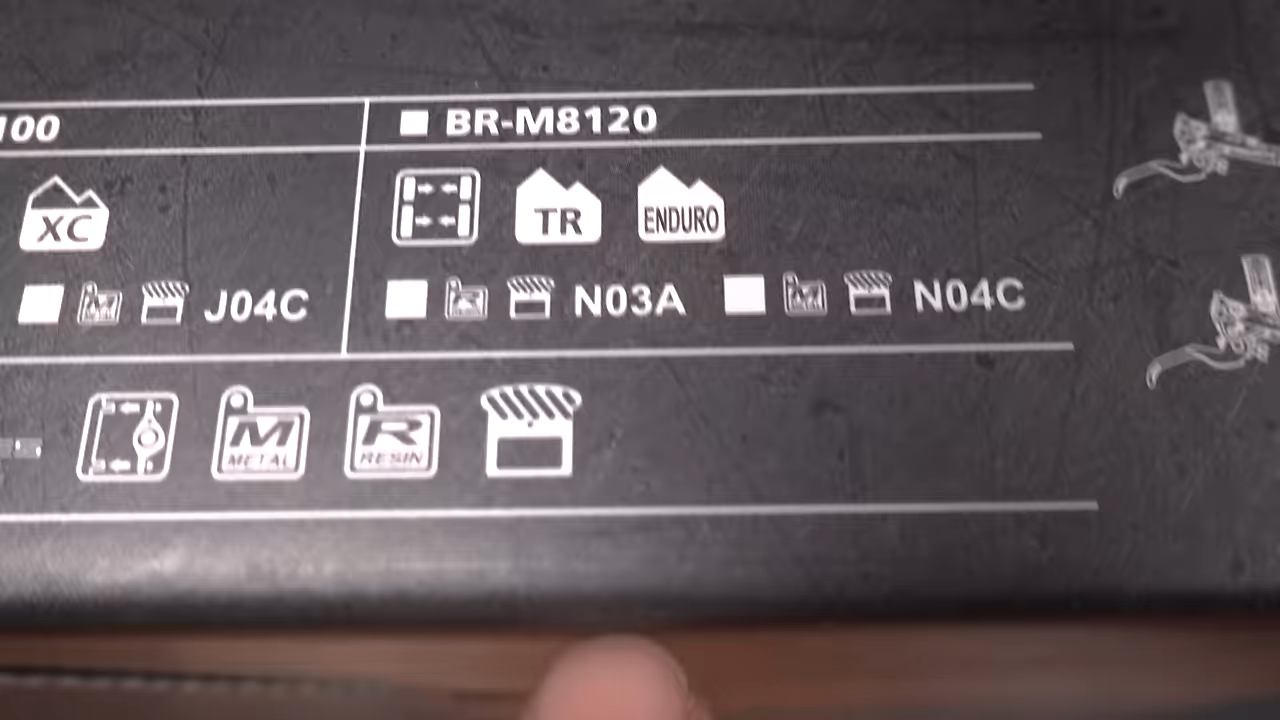 100 BR-M8120
XC TR ENDURO
M J04C R N03A M N04C
M METAL R RESIN